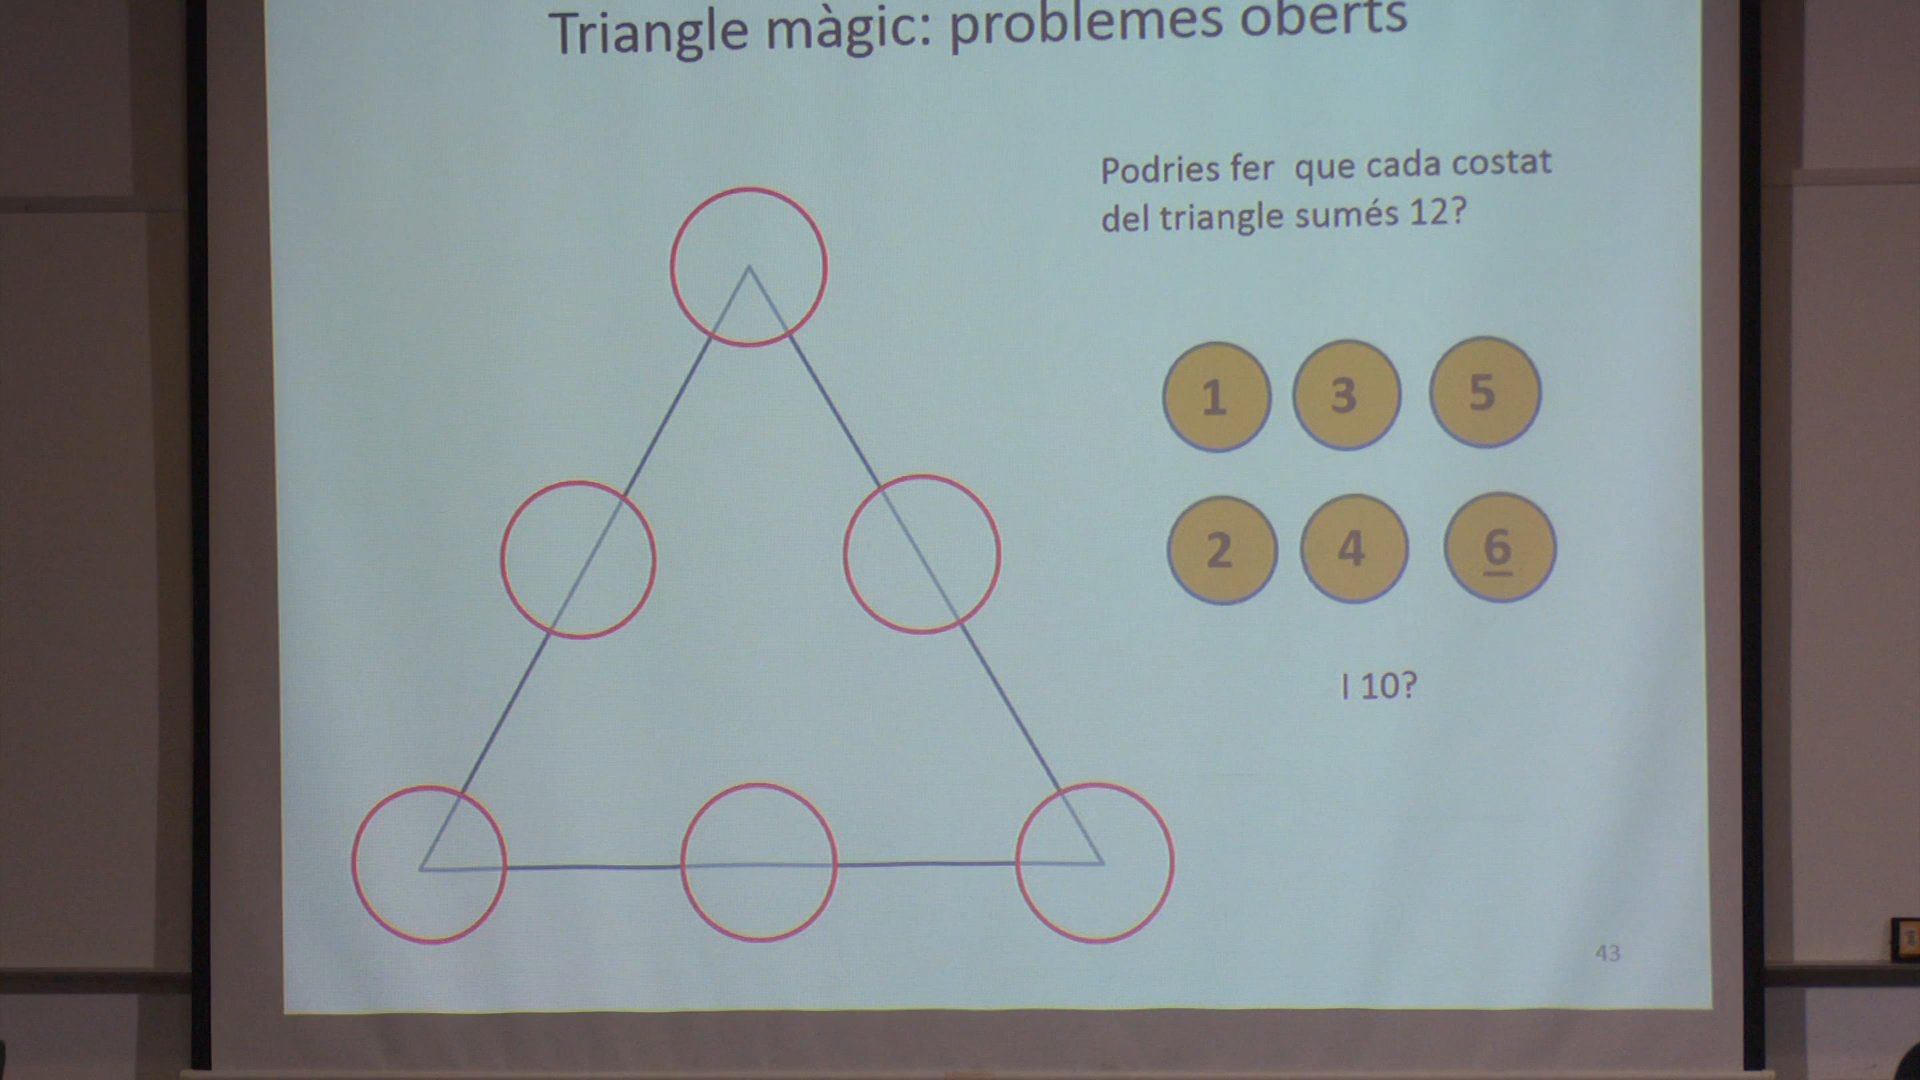 Triangle màgic: problemes oberts
Podries fer que cada costat
del triangle sumés 12?
1 3 5
2 4 6
I 10?
43